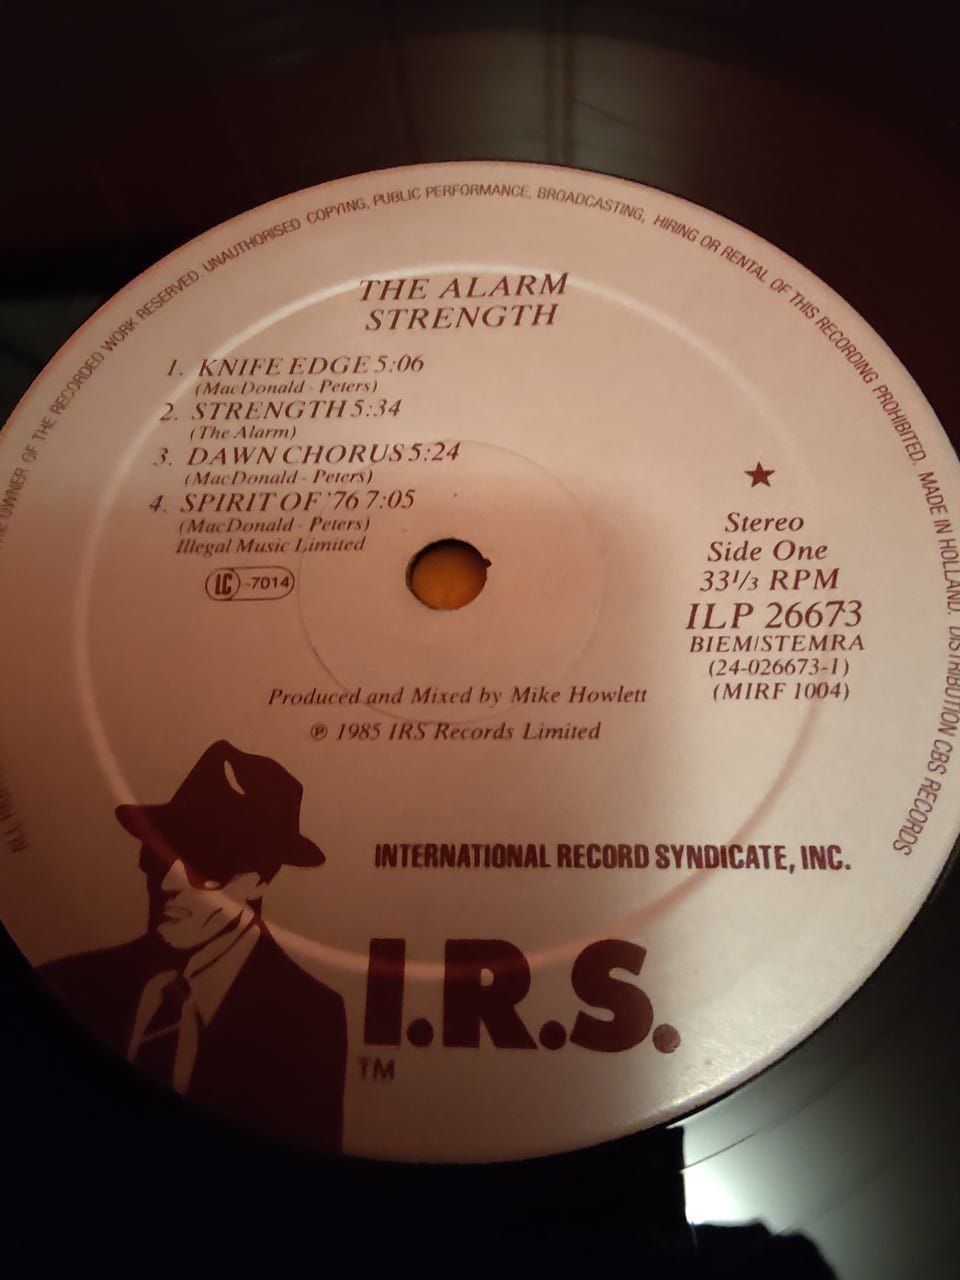 THE OWNER OF THE RECORDED WORK RESERVED. UNAUTHORISED COPYING, PUBLIC PERFORMANCE, BROADCASTING, HIRING OR RENTAL OF THIS RECORDING PROHIBITED. MADE IN HOLLAND. DISTRIBUTION CBS RECORDS
THE ALARM
STRENGTH
1. KNIFE EDGE 5:06
(MacDonald - Peters)
2. STRENGTH 5:34
(The Alarm)
3. DAWN CHORUS 5:24
(MacDonald - Peters)
4. SPIRIT OF '76 7:05
(MacDonald - Peters)
Illegal Music Limited
LC -7014
Stereo
Side One
33 1/3 RPM
ILP 26673
BIEM/STEMRA
(24-026673-1)
(MIRF 1004)
Produced and Mixed by Mike Howlett
℗ 1985 IRS Records Limited
INTERNATIONAL RECORD SYNDICATE, INC.
I.R.S.
TM
ALL